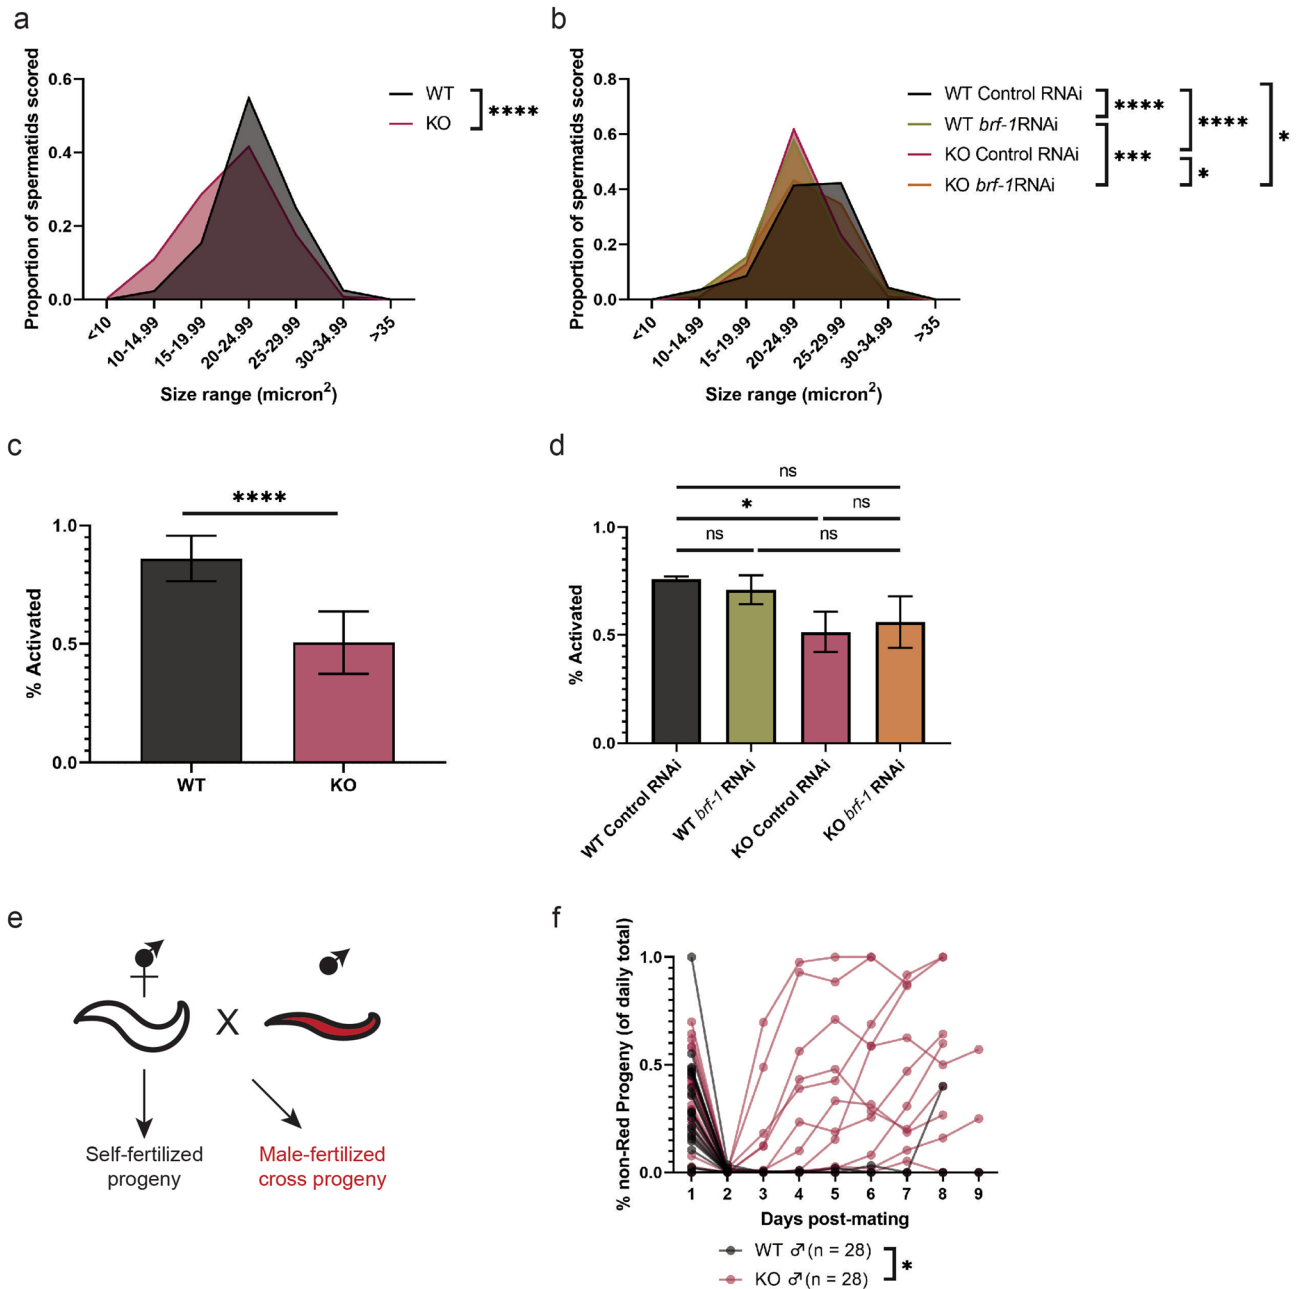 a
Proportion of spermatids scored
0.6
0.4
0.2
0.0
<10
10-14.99
15-19.99
20-24.99
25-29.99
30-34.99
>35
Size range (micron2)
WT
KO
****
b
Proportion of spermatids scored
0.8
0.6
0.4
0.2
0.0
<10
10-14.99
15-19.99
20-24.99
25-29.99
30-34.99
>35
Size range (micron2)
WT Control RNAi
WT brf-1RNAi
KO Control RNAi
KO brf-1RNAi
****
***
****
*
*
c
% Activated
1.0
0.5
0.0
****
WT
KO
d
% Activated
1.0
0.5
0.0
ns
*
ns
ns
ns
WT Control RNAi
WT brf-1 RNAi
KO Control RNAi
KO brf-1 RNAi
e
X
Self-fertilized
progeny
Male-fertilized
cross progeny
f
% non-Red Progeny (of daily total)
1.0
0.5
0.0
1 2 3 4 5 6 7 8 9
Days post-mating
WT ♂(n = 28)
KO ♂(n = 28)
*